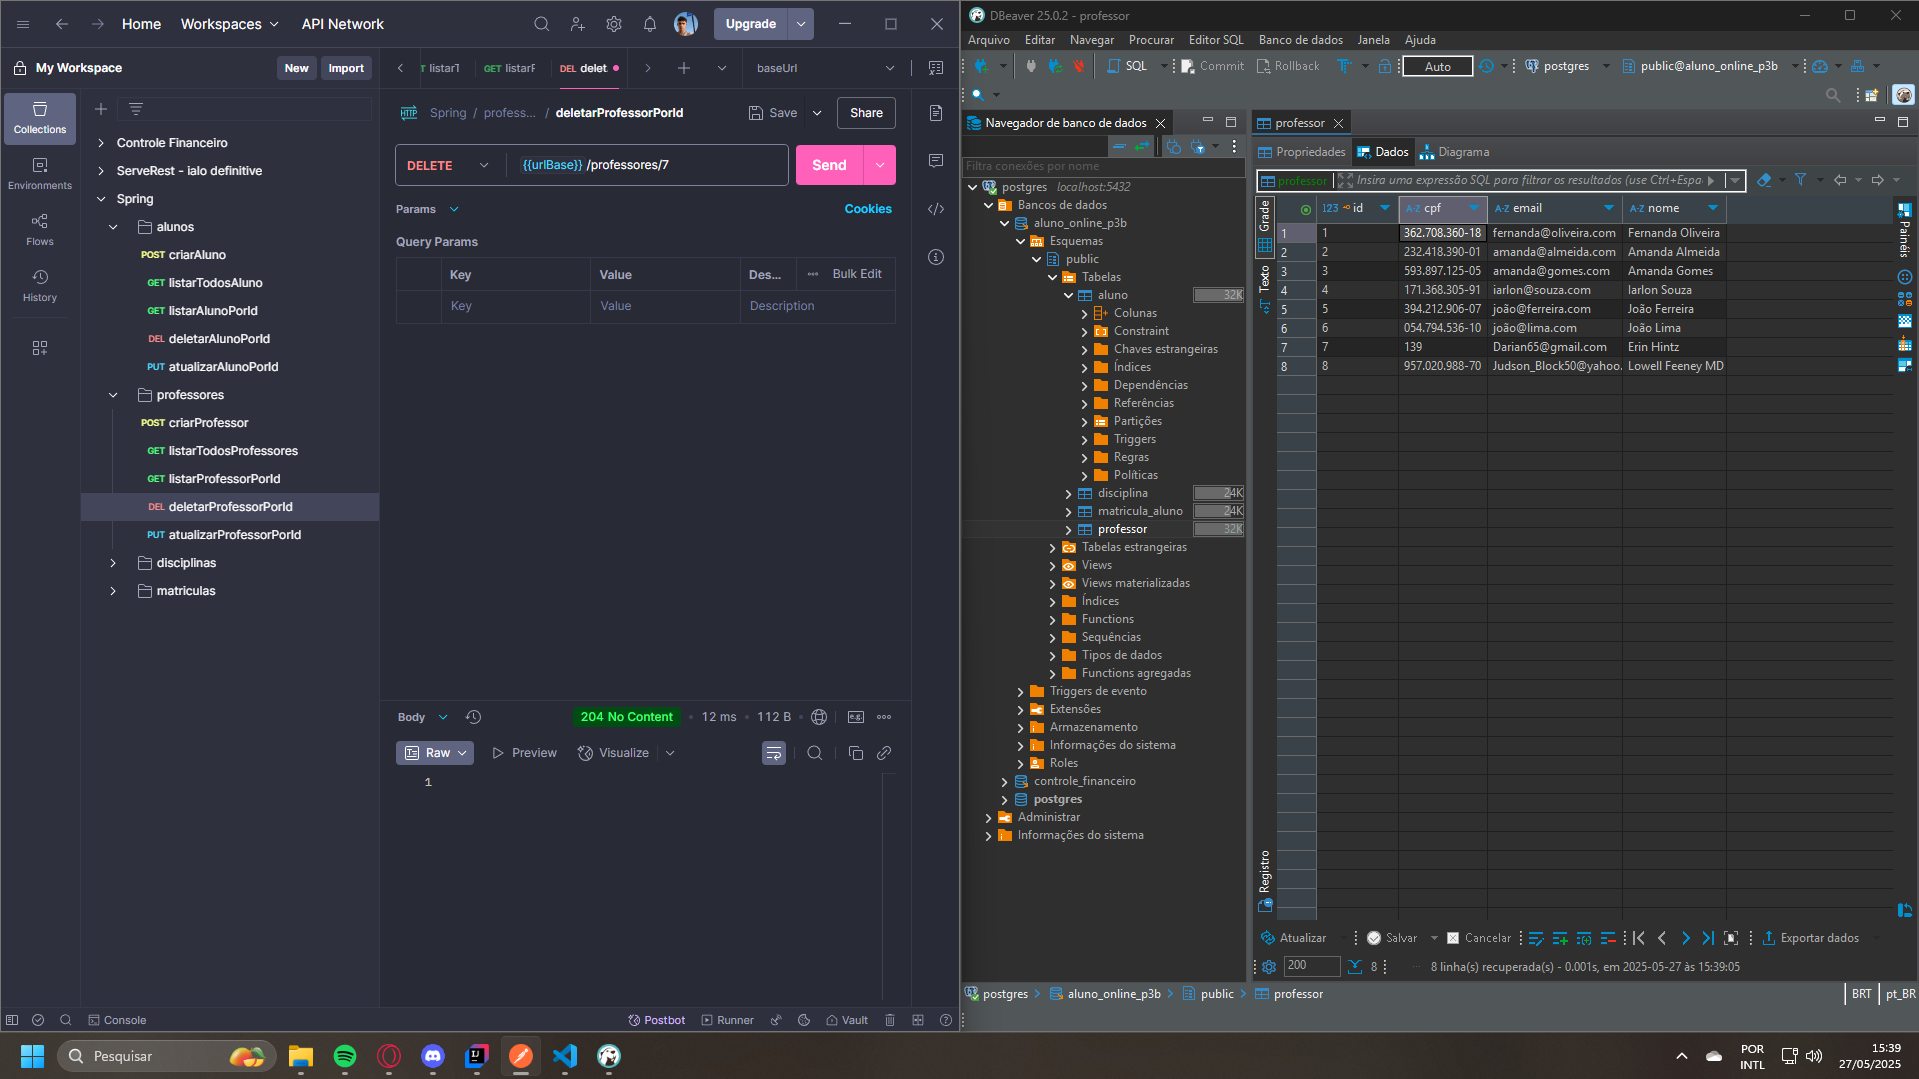 Home
Workspaces
API Network
Upgrade
My Workspace
New
Import
listar
GET listar
DEL delet
baseUrl
Collections
Environments
Flows
History
Controle Financeiro
ServeRest - ialo definitive
Spring
alunos
POST criarAluno
GET listarTodosAluno
GET listarAlunoPorId
DEL deletarAlunoPorId
PUT atualizarAlunoPorId
professores
POST criarProfessor
GET listarTodosProfessores
GET listarProfessorPorId
DEL deletarProfessorPorId
PUT atualizarProfessorPorId
disciplinas
matriculas
HTTP Spring / profess... / deletarProfessorPorId
Save
Share
DELETE {{urlBase}} /professores/7
Send
Params
Cookies
Query Params
Key Value Des... Bulk Edit
Key Value Description
Body
204 No Content • 12 ms • 112 B
e.g.
Raw Preview Visualize
1
Console
Postbot Runner Vault
DBeaver 25.0.2 - professor
Arquivo Editar Navegar Procurar Editor SQL Banco de dados Janela Ajuda
SQL Commit Rollback Auto postgres public@aluno_online_p3b
Navegador de banco de dados
Filtra conexões por nome
postgres localhost:5432
Bancos de dados
aluno_online_p3b
Esquemas
public
Tabelas
aluno 32K
Colunas
Constraint
Chaves estrangeiras
Índices
Dependências
Referências
Partições
Triggers
Regras
Políticas
disciplina 24K
matricula_aluno 24K
professor 32K
Tabelas estrangeiras
Views
Views materializadas
Índices
Functions
Sequências
Tipos de dados
Functions agregadas
Triggers de evento
Extensões
Armazenamento
Informações do sistema
Roles
controle_financeiro
postgres
Administrar
Informações do sistema
professor
Propriedades Dados Diagrama
professor Insira uma expressão SQL para filtrar os resultados (use Ctrl+Espa
Grade
Texto
Registro
Painéis
123 id A-Z cpf A-Z email A-Z nome
1 1 362.708.360-18 fernanda@oliveira.com Fernanda Oliveira
2 2 232.418.390-01 amanda@almeida.com Amanda Almeida
3 3 593.897.125-05 amanda@gomes.com Amanda Gomes
4 4 171.368.305-91 iarlon@souza.com Iarlon Souza
5 5 394.212.906-07 joão@ferreira.com João Ferreira
6 6 054.794.536-10 joão@lima.com João Lima
7 7 139 Darian65@gmail.com Erin Hintz
8 8 957.020.988-70 Judson_Block50@yahoo. Lowell Feeney MD
Atualizar Salvar Cancelar Exportar dados
200 8 8 linha(s) recuperada(s) - 0.001s, em 2025-05-27 às 15:39:05
postgres aluno_online_p3b public professor
BRT pt_BR
Pesquisar
POR
INTL
15:39
27/05/2025